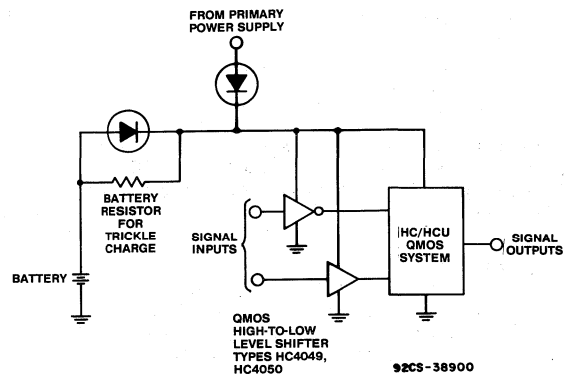 FROM PRIMARY
POWER SUPPLY
BATTERY
RESISTOR
FOR
TRICKLE
CHARGE
SIGNAL
INPUTS
HC/HCU
QMOS
SYSTEM
SIGNAL
OUTPUTS
BATTERY
QMOS
HIGH-TO-LOW
LEVEL SHIFTER
TYPES HC4049,
HC4050
92CS-38900